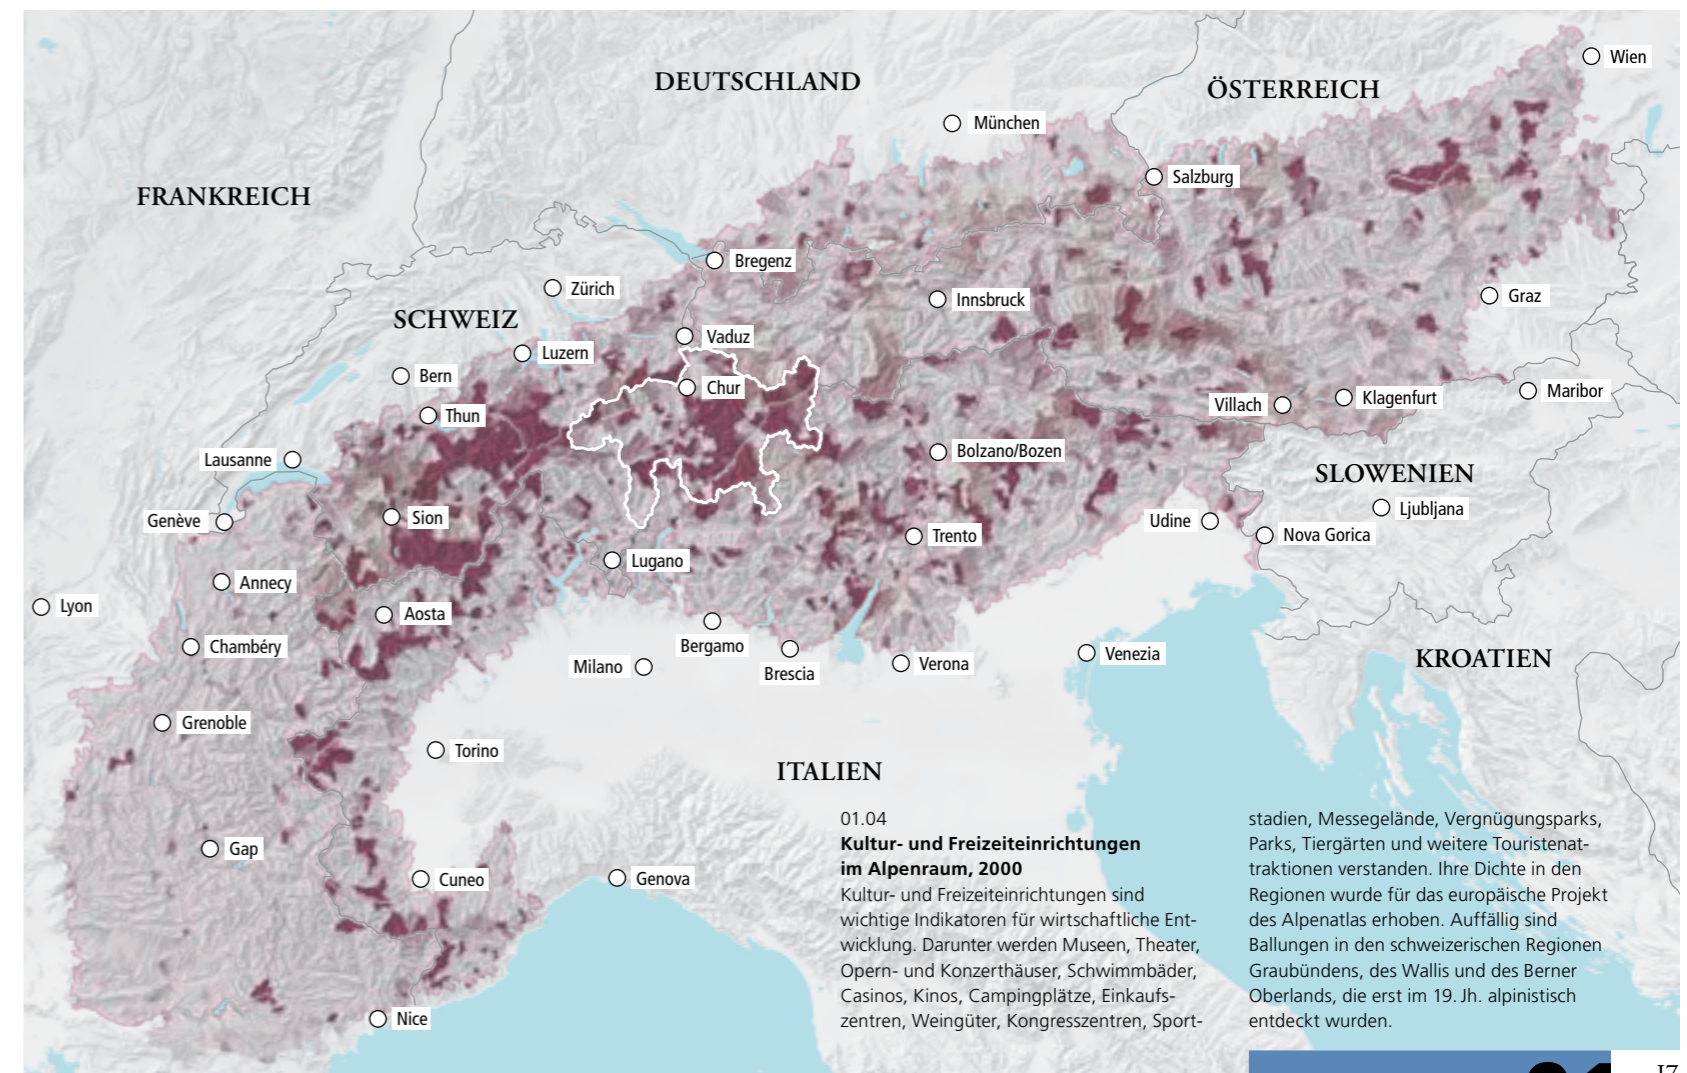 Wien
DEUTSCHLAND
ÖSTERREICH
München
Salzburg
FRANKREICH
Bregenz
Zürich
Innsbruck
Graz
SCHWEIZ
Vaduz
Luzern
Bern
Chur
Maribor
Klagenfurt
Villach
Thun
Bolzano/Bozen
Lausanne
SLOWENIEN
Ljubljana
Genève
Sion
Udine
Nova Gorica
Trento
Lugano
Annecy
Lyon
Aosta
Chambéry
Bergamo
Venezia
KROATIEN
Milano
Verona
Brescia
Grenoble
Torino
ITALIEN
Gap
Cuneo
Genova
Nice
01.04
Kultur- und Freizeiteinrichtungen
im Alpenraum, 2000
Kultur- und Freizeiteinrichtungen sind
wichtige Indikatoren für wirtschaftliche Ent-
wicklung. Darunter werden Museen, Theater,
Opern- und Konzerthäuser, Schwimmbäder,
Casinos, Kinos, Campingplätze, Einkaufs-
zentren, Weingüter, Kongresszentren, Sport-
stadien, Messegelände, Vergnügungsparks,
Parks, Tiergärten und weitere Touristenat-
traktionen verstanden. Ihre Dichte in den
Regionen wurde für das europäische Projekt
des Alpenatlas erhoben. Auffällig sind
Ballungen in den schweizerischen Regionen
Graubündens, des Wallis und des Berner
Oberlands, die erst im 19. Jh. alpinistisch
entdeckt wurden.